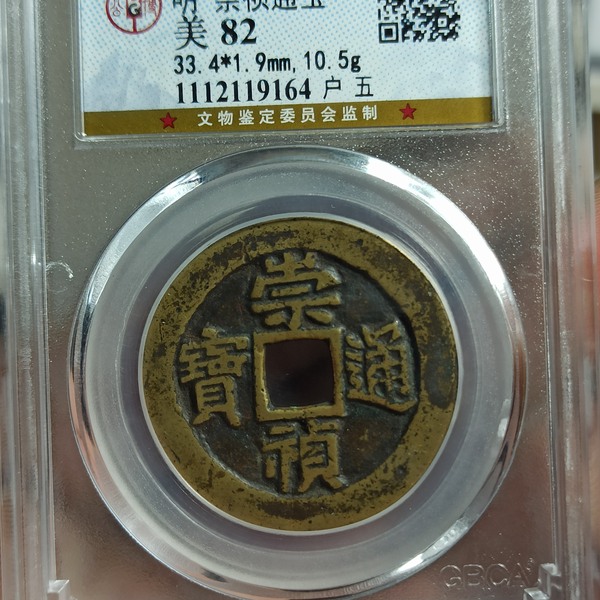 明 崇祯通宝
美 82
33.4*1.9mm, 10.5g
1112119164 户 五
★ 文物鉴定委员会监制 ★
崇
寶 通
禎
GBCA